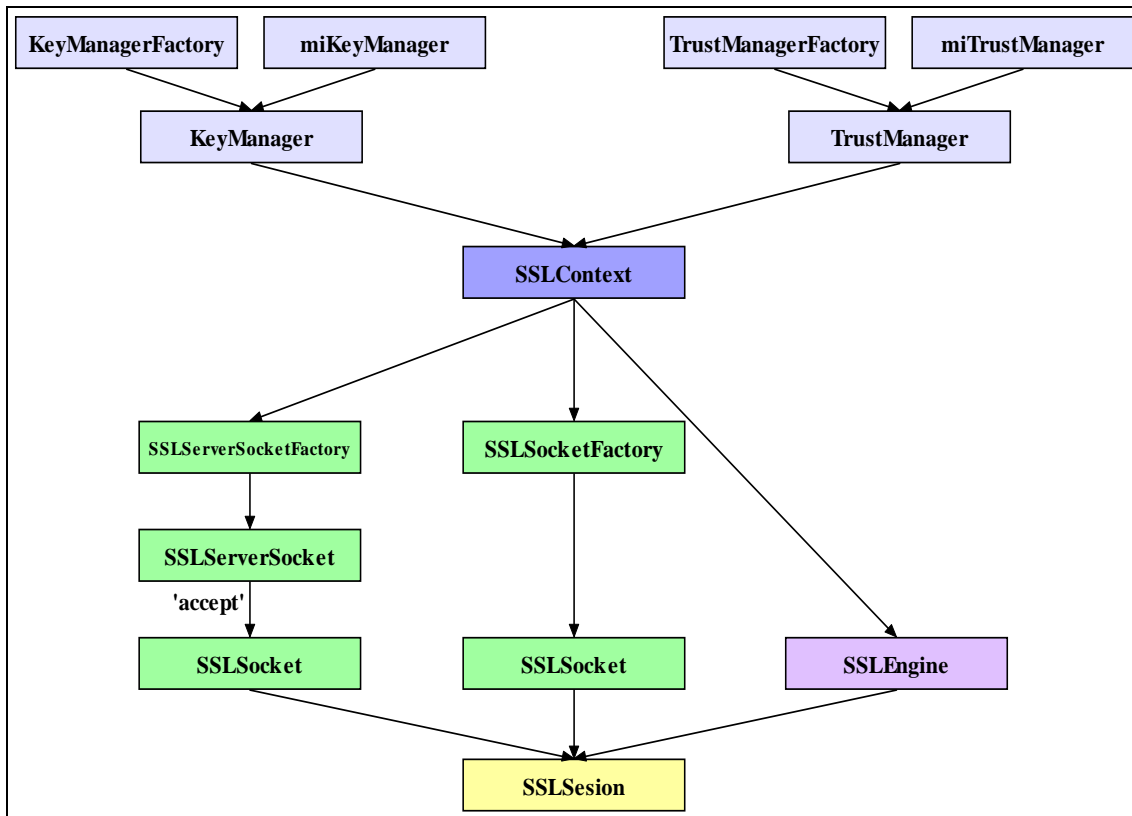 KeyManagerFactory
miKeyManager
TrustManagerFactory
miTrustManager
KeyManager
TrustManager
SSLContext
SSLServerSocketFactory
SSLSocketFactory
SSLServerSocket
'accept'
SSLSocket
SSLSocket
SSLEngine
SSLSesion